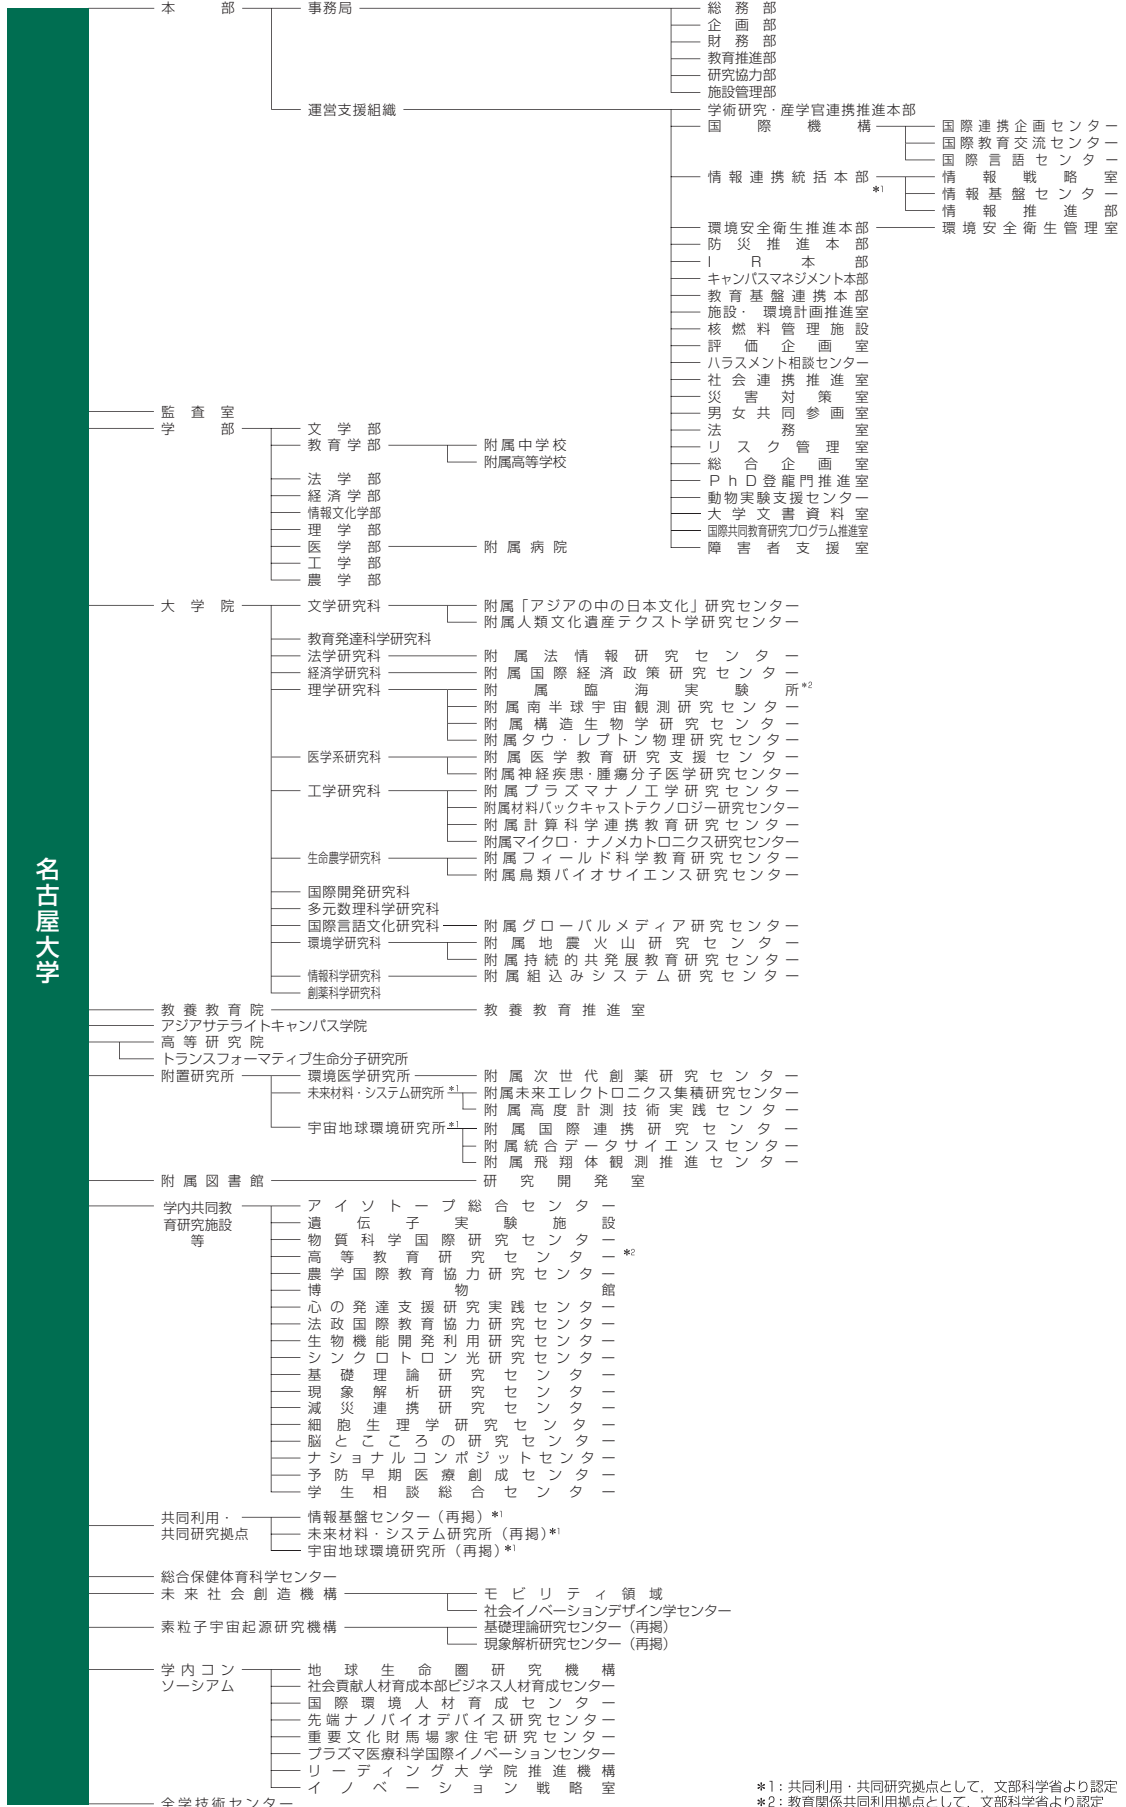 名古屋大学
本部
事務局
総務部
企画部
財務部
教育推進部
研究協力部
施設管理部
運営支援組織
学術研究・産学官連携推進本部
国際機構
国際連携企画センター
国際教育交流センター
国際言語センター
情報連携統括本部
*1
情報戦略室
情報基盤センター
情報推進部
環境安全衛生推進本部
環境安全衛生管理室
防災推進本部
IR本部
キャンパスマネジメント本部
教育基盤連携本部
施設・環境計画推進室
核燃料管理施設
評価企画室
ハラスメント相談センター
社会連携推進室
災害対策室
男女共同参画室
法務室
リスク管理室
総合企画室
PhD登龍門推進室
動物実験支援センター
大学文書資料室
国際共同教育研究プログラム推進室
障害者支援室
監査室
学部
文学部
教育学部
附属中学校
附属高等学校
法学部
経済学部
情報文化学部
理学部
医学部
附属病院
工学部
農学部
大学院
文学研究科
附属「アジアの中の日本文化」研究センター
附属人類文化遺産テクスト学研究センター
教育発達科学研究科
法学研究科
附属法情報研究センター
経済学研究科
附属国際経済政策研究センター
理学研究科
附属臨海実験所*2
附属南半球宇宙観測研究センター
附属構造生物学研究センター
附属タウ・レプトン物理研究センター
医学系研究科
附属医学教育研究支援センター
附属神経疾患・腫瘍分子医学研究センター
工学研究科
附属プラズマナノ工学研究センター
附属材料バックキャストテクノロジー研究センター
附属計算科学連携教育研究センター
附属マイクロ・ナノメカトロニクス研究センター
生命農学研究科
附属フィールド科学教育研究センター
附属鳥類バイオサイエンス研究センター
国際開発研究科
多元数理科学研究科
国際言語文化研究科
附属グローバルメディア研究センター
環境学研究科
附属地震火山研究センター
附属持続的共発展教育研究センター
情報科学研究科
附属組込みシステム研究センター
創薬科学研究科
教養教育院
教養教育推進室
アジアサテライトキャンパス学院
高等研究院
トランスフォーマティブ生命分子研究所
附置研究所
環境医学研究所
附属次世代創薬研究センター
未来材料・システム研究所*1
附属未来エレクトロニクス集積研究センター
附属高度計測技術実践センター
宇宙地球環境研究所*1
附属国際連携研究センター
附属統合データサイエンスセンター
附属飛翔体観測推進センター
附属図書館
研究開発室
学内共同教
育研究施設
等
アイソトープ総合センター
遺伝子実験施設
物質科学国際研究センター
高等教育研究センター*2
農学国際教育協力研究センター
博物館
心の発達支援研究実践センター
法政国際教育協力研究センター
生物機能開発利用研究センター
シンクロトロン光研究センター
基礎理論研究センター
現象解析研究センター
減災連携研究センター
細胞生理学研究センター
脳とこころの研究センター
ナショナルコンポジットセンター
予防早期医療創成センター
学生相談総合センター
共同利用・
共同研究拠点
情報基盤センター（再掲）*1
未来材料・システム研究所（再掲）*1
宇宙地球環境研究所（再掲）*1
総合保健体育科学センター
未来社会創造機構
モビリティ領域
社会イノベーションデザイン学センター
素粒子宇宙起源研究機構
基礎理論研究センター（再掲）
現象解析研究センター（再掲）
学内コン
ソーシアム
地球生命圏研究機構
社会貢献人材育成本部ビジネス人材育成センター
国際環境人材育成センター
先端ナノバイオデバイス研究センター
重要文化財馬場家住宅研究センター
プラズマ医療科学国際イノベーションセンター
リーディング大学院推進機構
イノベーション戦略室
全学技術センター
*1：共同利用・共同研究拠点として，文部科学省より認定
*2：教育関係共同利用拠点として，文部科学省より認定